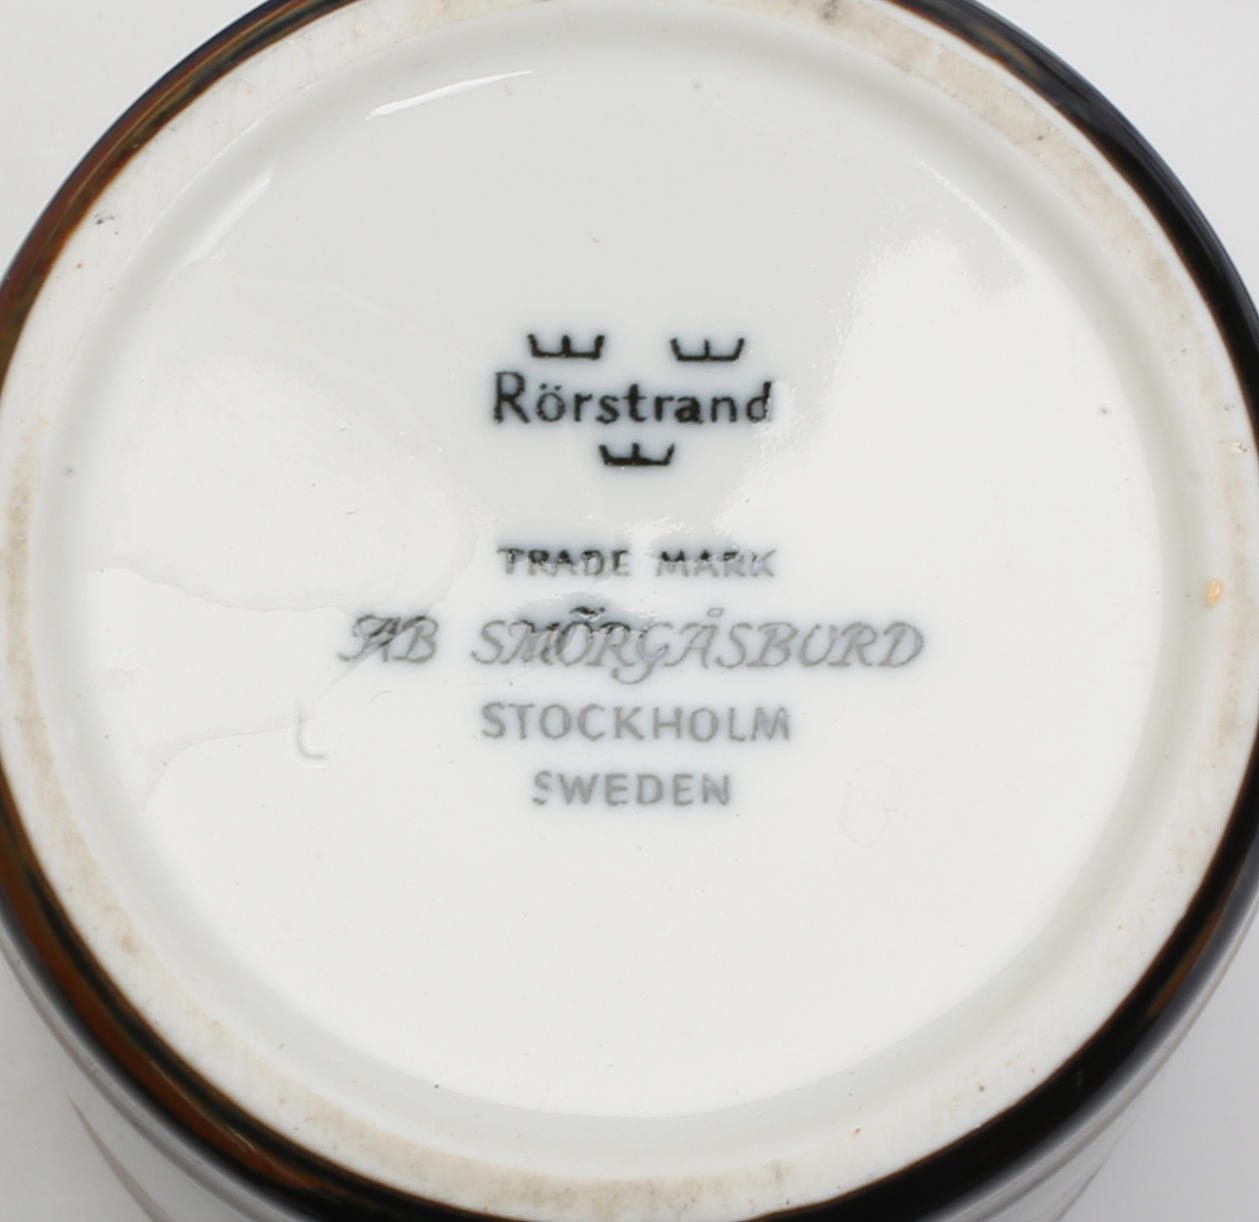 Rörstrand
TRADE MARK
AB SMÖRGÅSBORD
STOCKHOLM
SWEDEN